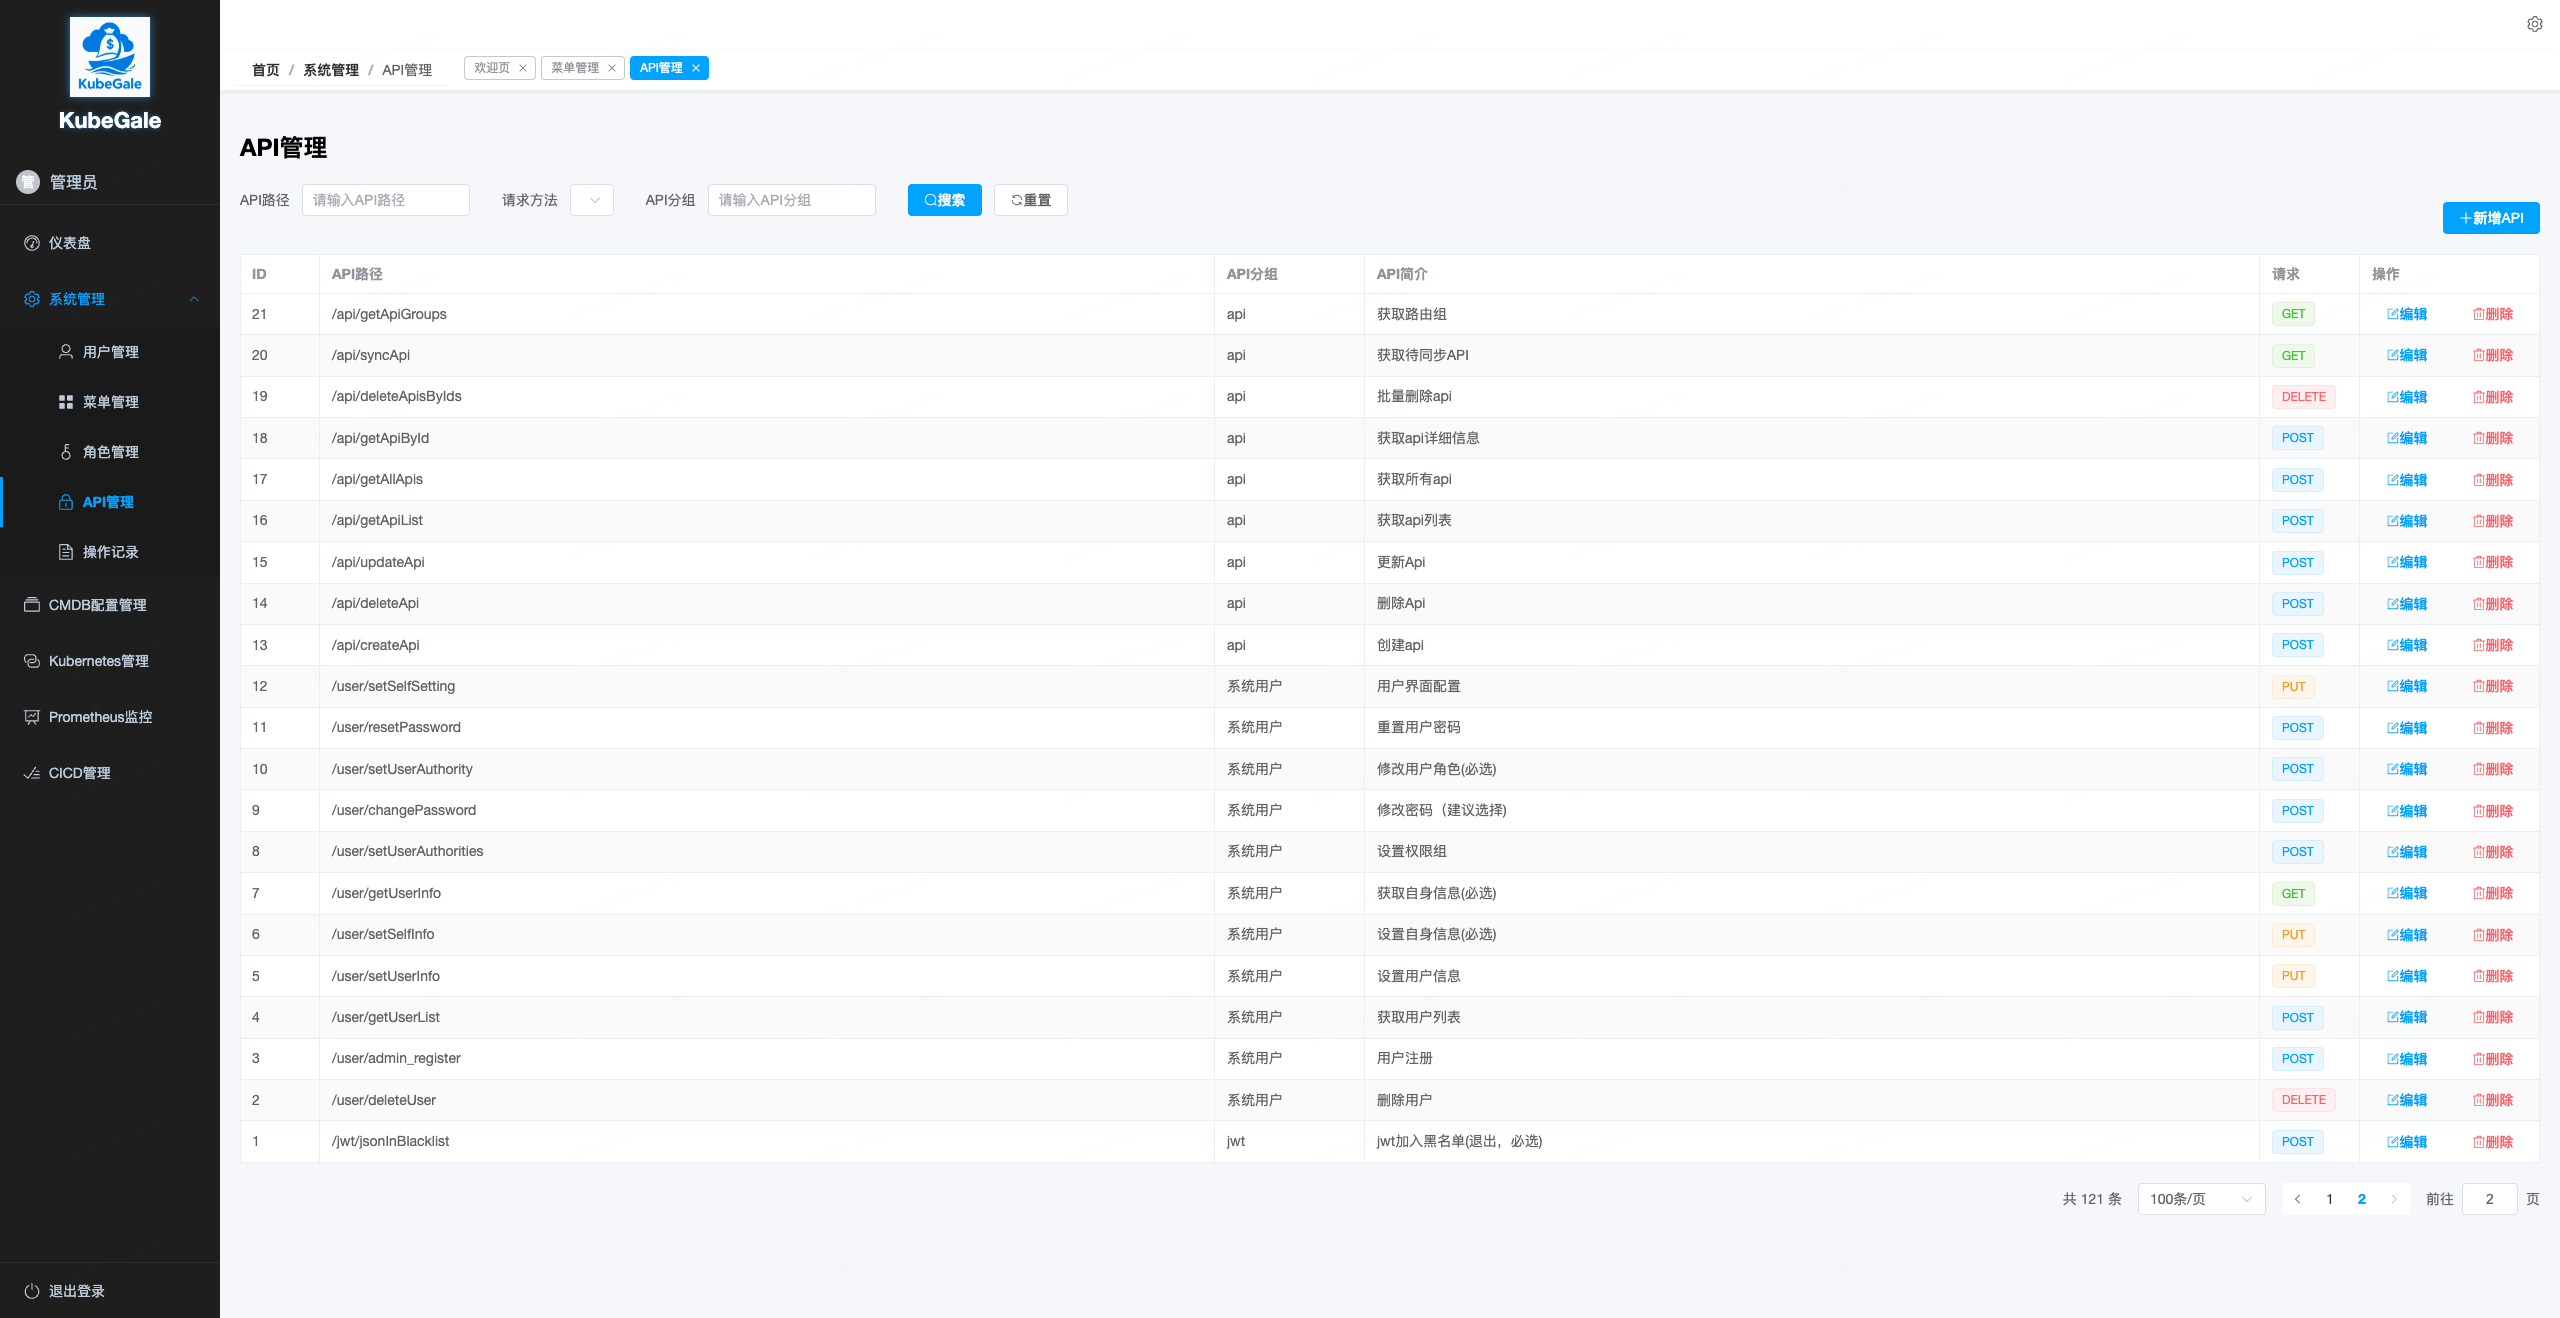 KubeGale
KubeGale
管 管理员
仪表盘
系统管理
用户管理
菜单管理
角色管理
API管理
操作记录
CMDB配置管理
Kubernetes管理
Prometheus监控
CICD管理
退出登录
首页 / 系统管理 / API管理 欢迎页 菜单管理 API管理
API管理
API路径 请输入API路径 请求方法 API分组 请输入API分组 搜索 重置
新增API
ID API路径 API分组 API简介 请求 操作
21 /api/getApiGroups api 获取路由组 GET 编辑 删除
20 /api/syncApi api 获取待同步API GET 编辑 删除
19 /api/deleteApisByIds api 批量删除api DELETE 编辑 删除
18 /api/getApiById api 获取api详细信息 POST 编辑 删除
17 /api/getAllApis api 获取所有api POST 编辑 删除
16 /api/getApiList api 获取api列表 POST 编辑 删除
15 /api/updateApi api 更新Api POST 编辑 删除
14 /api/deleteApi api 删除Api POST 编辑 删除
13 /api/createApi api 创建api POST 编辑 删除
12 /user/setSelfSetting 系统用户 用户界面配置 PUT 编辑 删除
11 /user/resetPassword 系统用户 重置用户密码 POST 编辑 删除
10 /user/setUserAuthority 系统用户 修改用户角色(必选) POST 编辑 删除
9 /user/changePassword 系统用户 修改密码（建议选择) POST 编辑 删除
8 /user/setUserAuthorities 系统用户 设置权限组 POST 编辑 删除
7 /user/getUserInfo 系统用户 获取自身信息(必选) GET 编辑 删除
6 /user/setSelfInfo 系统用户 设置自身信息(必选) PUT 编辑 删除
5 /user/setUserInfo 系统用户 设置用户信息 PUT 编辑 删除
4 /user/getUserList 系统用户 获取用户列表 POST 编辑 删除
3 /user/admin_register 系统用户 用户注册 POST 编辑 删除
2 /user/deleteUser 系统用户 删除用户 DELETE 编辑 删除
1 /jwt/jsonInBlacklist jwt jwt加入黑名单(退出，必选) POST 编辑 删除
共 121 条 100条/页 1 2 前往 2 页